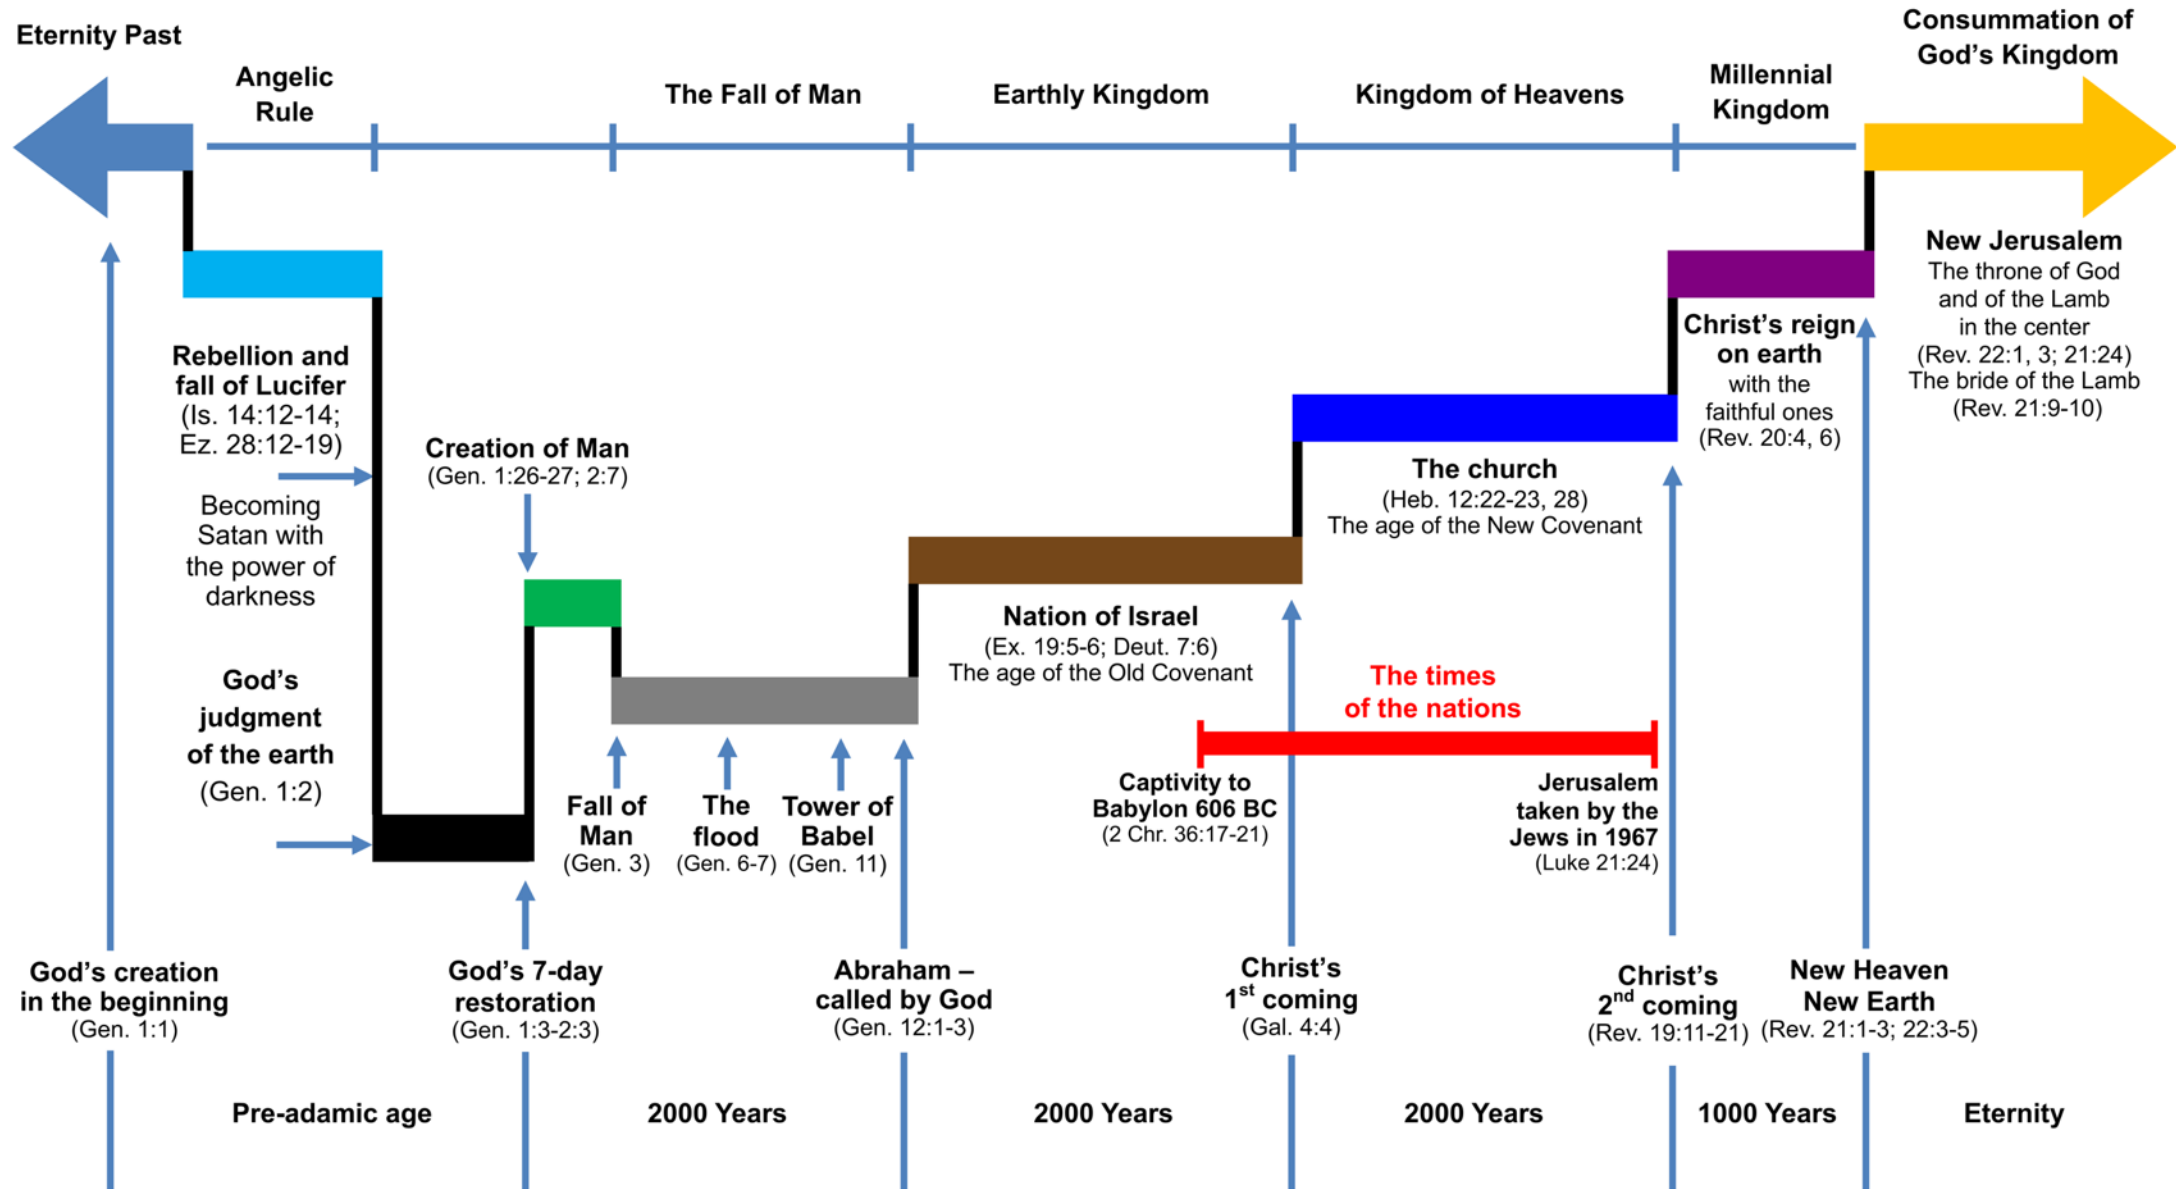 Eternity Past
Angelic
Rule
The Fall of Man
Earthly Kingdom
Kingdom of Heavens
Millennial
Kingdom
Consummation of
God’s Kingdom
Rebellion and
fall of Lucifer
(Is. 14:12-14;
Ez. 28:12-19)
Becoming
Satan with
the power of
darkness
God’s
judgment
of the earth
(Gen. 1:2)
Creation of Man
(Gen. 1:26-27; 2:7)
Fall of
Man
(Gen. 3)
The
flood
(Gen. 6-7)
Tower of
Babel
(Gen. 11)
Nation of Israel
(Ex. 19:5-6; Deut. 7:6)
The age of the Old Covenant
The church
(Heb. 12:22-23, 28)
The age of the New Covenant
Christ’s reign
on earth
with the
faithful ones
(Rev. 20:4, 6)
New Jerusalem
The throne of God
and of the Lamb
in the center
(Rev. 22:1, 3; 21:24)
The bride of the Lamb
(Rev. 21:9-10)
The times
of the nations
Captivity to
Babylon 606 BC
(2 Chr. 36:17-21)
Jerusalem
taken by the
Jews in 1967
(Luke 21:24)
God’s creation
in the beginning
(Gen. 1:1)
God’s 7-day
restoration
(Gen. 1:3-2:3)
Abraham –
called by God
(Gen. 12:1-3)
Christ’s
1st coming
(Gal. 4:4)
Christ’s
2nd coming
(Rev. 19:11-21)
New Heaven
New Earth
(Rev. 21:1-3; 22:3-5)
Pre-adamic age
2000 Years
2000 Years
2000 Years
1000 Years
Eternity